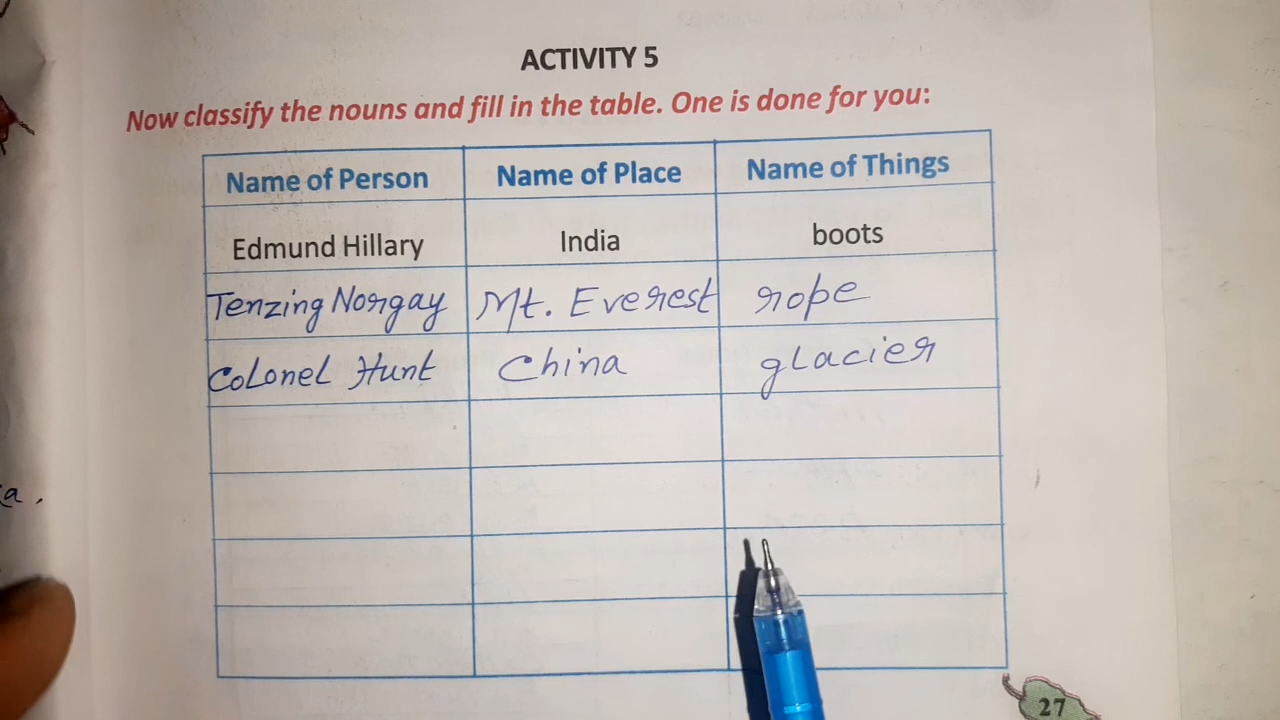 ACTIVITY 5
Now classify the nouns and fill in the table. One is done for you:
Name of Person Name of Place Name of Things
Edmund Hillary India boots
Tenzing Norgay Mt. Everest rope
Colonel Hunt China glacier
a.
27